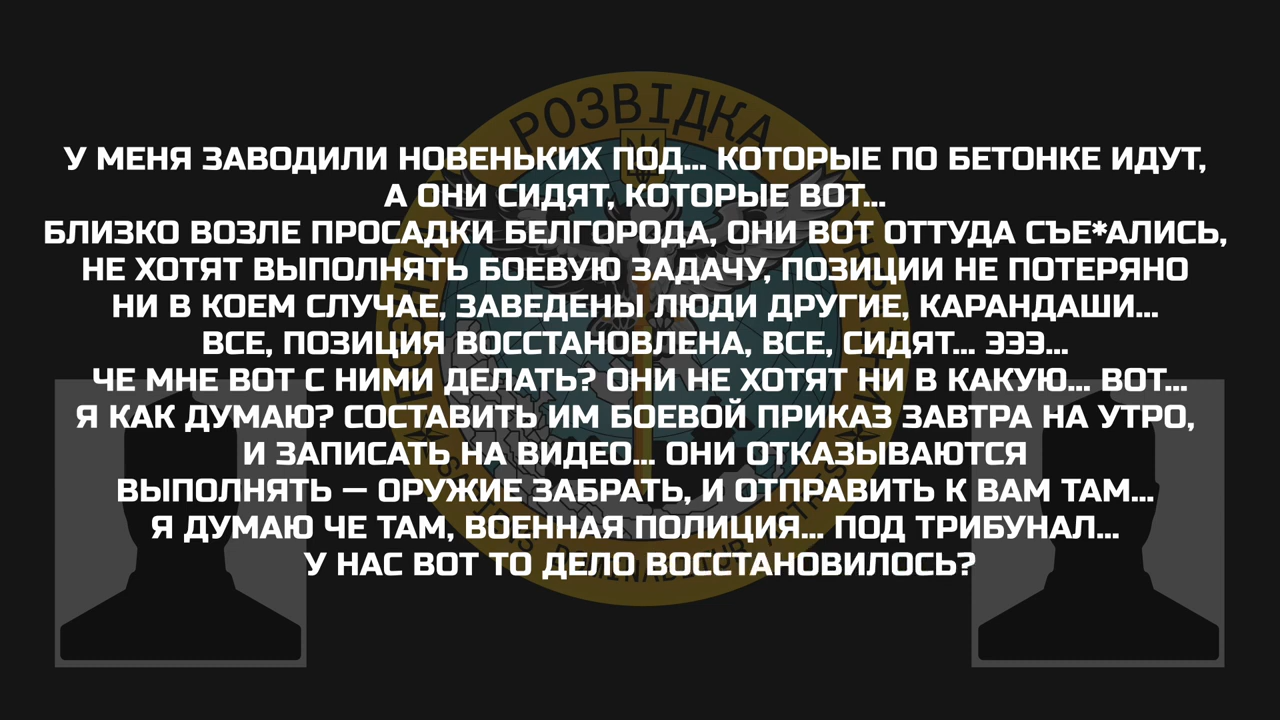 РОЗВІДКА
У МЕНЯ ЗАВОДИЛИ НОВЕНЬКИХ ПОД... КОТОРЫЕ ПО БЕТОНКЕ ИДУТ,
А ОНИ СИДЯТ, КОТОРЫЕ ВОТ...
БЛИЗКО ВОЗЛЕ ПРОСАДКИ БЕЛГОРОДА, ОНИ ВОТ ОТТУДА СЪЕ*АЛИСЬ,
НЕ ХОТЯТ ВЫПОЛНЯТЬ БОЕВУЮ ЗАДАЧУ, ПОЗИЦИИ НЕ ПОТЕРЯНО
НИ В КОЕМ СЛУЧАЕ, ЗАВЕДЕНЫ ЛЮДИ ДРУГИЕ, КАРАНДАШИ...
ВСЕ, ПОЗИЦИЯ ВОССТАНОВЛЕНА, ВСЕ, СИДЯТ... ЭЭЭ...
ЧЕ МНЕ ВОТ С НИМИ ДЕЛАТЬ? ОНИ НЕ ХОТЯТ НИ В КАКУЮ... ВОТ...
Я КАК ДУМАЮ? СОСТАВИТЬ ИМ БОЕВОЙ ПРИКАЗ ЗАВТРА НА УТРО,
И ЗАПИСАТЬ НА ВИДЕО... ОНИ ОТКАЗЫВАЮТСЯ
ВЫПОЛНЯТЬ — ОРУЖИЕ ЗАБРАТЬ, И ОТПРАВИТЬ К ВАМ ТАМ...
Я ДУМАЮ ЧЕ ТАМ, ВОЕННАЯ ПОЛИЦИЯ... ПОД ТРИБУНАЛ...
У НАС ВОТ ТО ДЕЛО ВОССТАНОВИЛОСЬ?